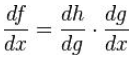 df/dx = dh/dg · dg/dx